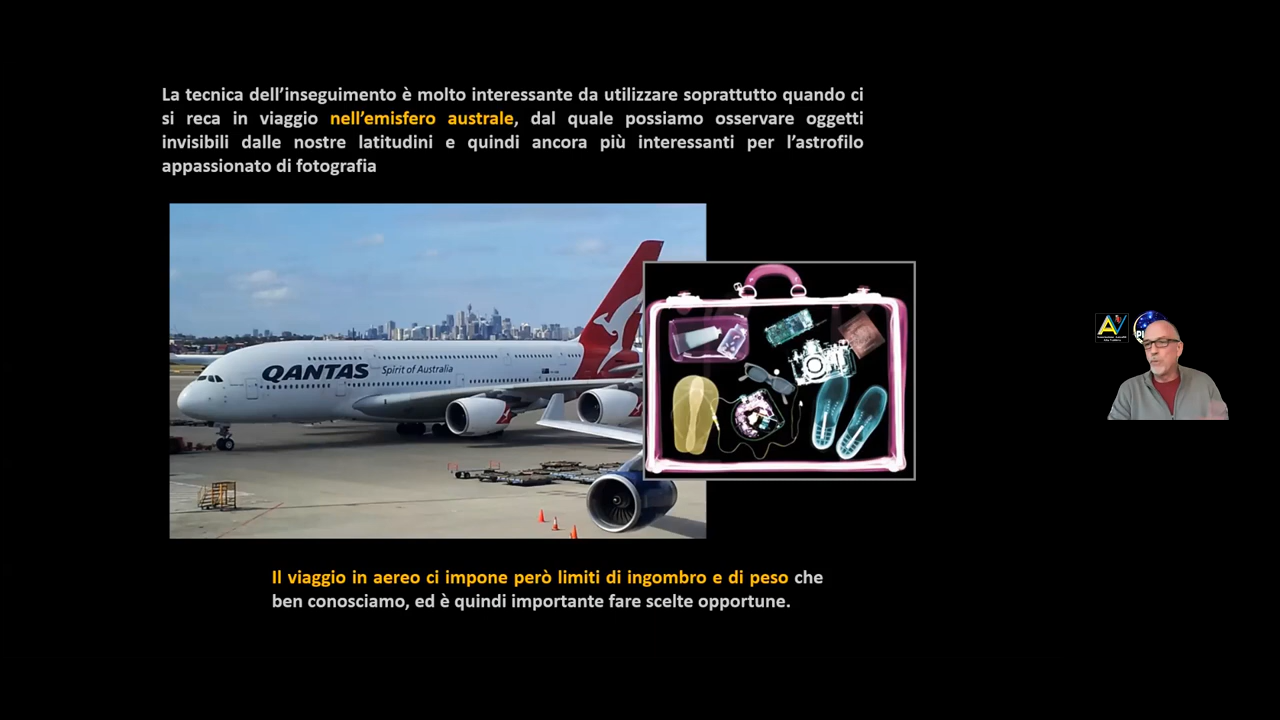 La tecnica dell'inseguimento è molto interessante da utilizzare soprattutto quando ci
si reca in viaggio nell'emisfero australe, dal quale possiamo osservare oggetti
invisibili dalle nostre latitudini e quindi ancora più interessanti per l'astrofilo
appassionato di fotografia
QANTAS Spirit of Australia
AV
Il viaggio in aereo ci impone però limiti di ingombro e di peso che
ben conosciamo, ed è quindi importante fare scelte opportune.